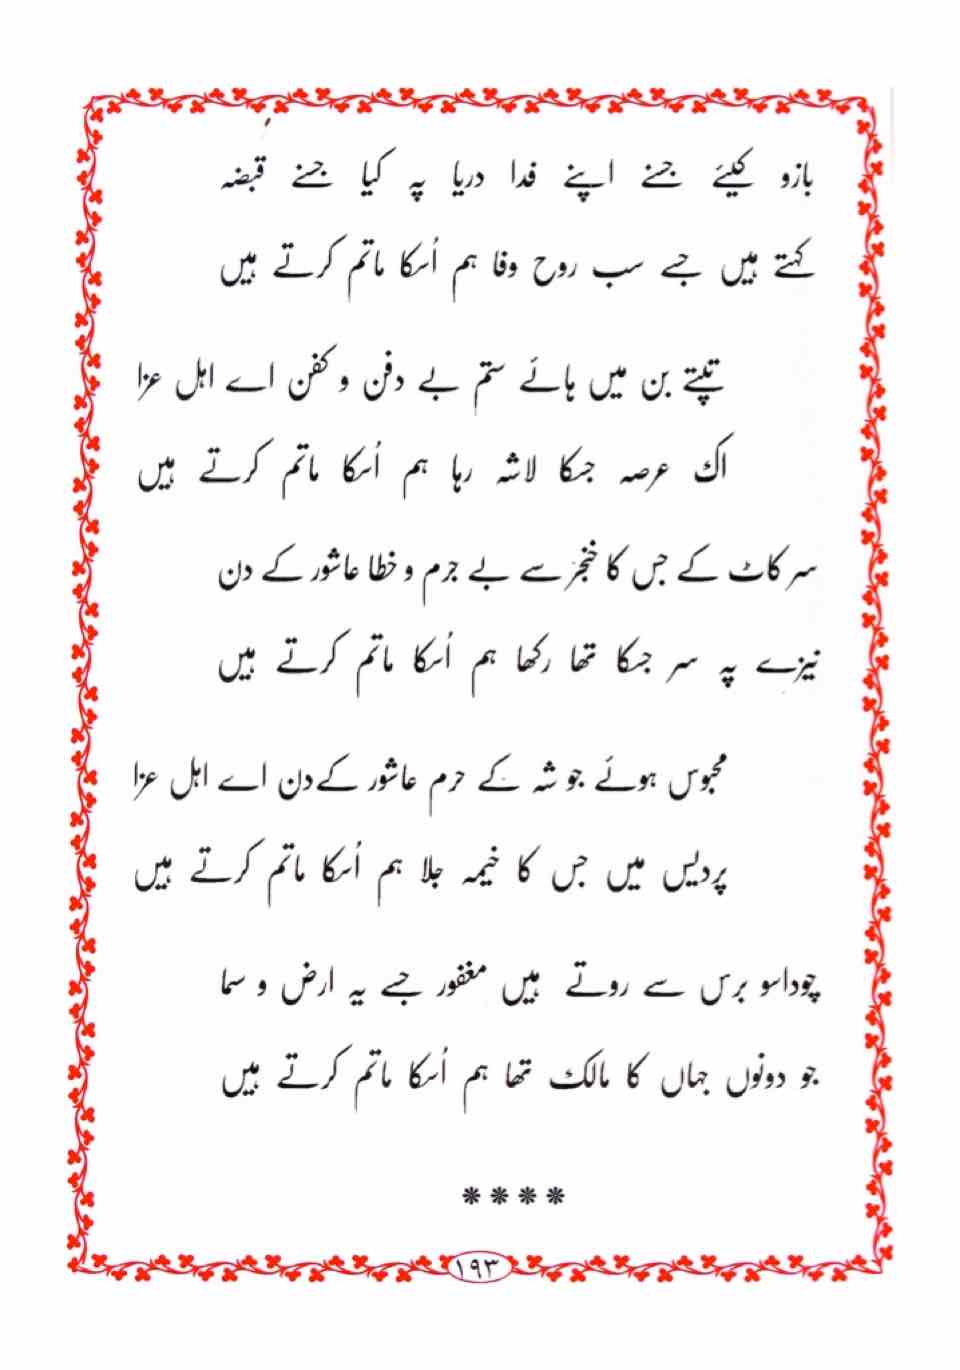 بازو کیئے جسنے اپنے فدا دریا پہ کیا جسنے قبضہ
کہتے ہیں جسے سب روح وفا ہم اُسکا ماتم کرتے ہیں
تپتے بن میں ہائے ستم بے دفن و کفن اے اہل عزا
اک عرصہ جسکا لاشہ رہا ہم اُسکا ماتم کرتے ہیں
سر کاٹ کے جس کا خنجر سے بے جرم و خطا عاشور کے دن
نیزے پہ سر جسکا تھا رکھا ہم اُسکا ماتم کرتے ہیں
محبوس ہوئے جو شہ کے حرم عاشور کے دن اے اہل عزا
پردیس میں جس کا خیمہ جلا ہم اُسکا ماتم کرتے ہیں
چوداسو برس سے روتے ہیں مغفور جسے یہ ارض و سما
جو دونوں جہاں کا مالک تھا ہم اُسکا ماتم کرتے ہیں
****
۱۹۳